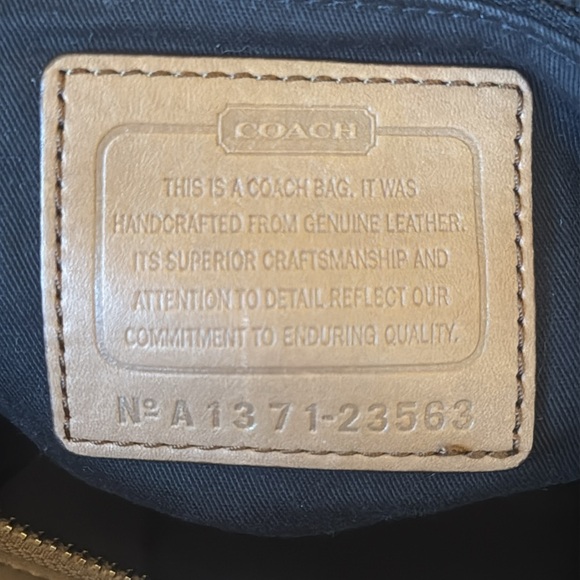 COACH
THIS IS A COACH BAG. IT WAS
HANDCRAFTED FROM GENUINE LEATHER.
ITS SUPERIOR CRAFTSMANSHIP AND
ATTENTION TO DETAIL REFLECT OUR
COMMITMENT TO ENDURING QUALITY.
Nº A1371-23563